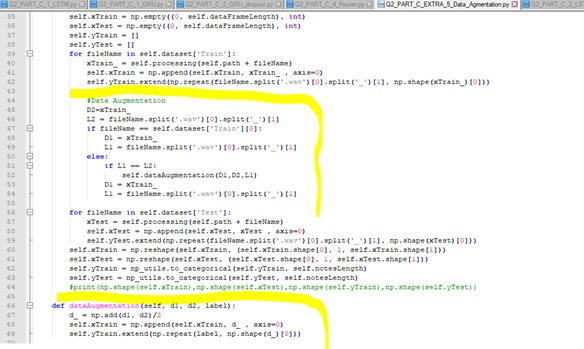 Q2_PART_C_1_LSTM.py Q2_PART_C_1_GRU.py Q2_PART_C_2_GRU_dropout.py Q2_PART_C_4_Fourier.py Q2_PART_C_EXTRA_5_Data_Agmentation.py Q2_PART_C_2_LST
35 self.xTrain = np.empty((0, self.dataFrameLength), int)
36 self.xTest = np.empty((0, self.dataFrameLength), int)
37 self.yTrain = []
38 self.yTest = []
39 for fileName in self.dataset['Train']:
40 xTrain_ = self.processing(self.path + fileName)
41 self.xTrain = np.append(self.xTrain, xTrain_ , axis=0)
42 self.yTrain.extend(np.repeat(fileName.split('.wav')[0].split('_')[1], np.shape(xTrain_)[0]))
43
44 #Data Augmentation
45 D2=xTrain_
46 L2 = fileName.split('.wav')[0].split('_')[1]
47 if fileName == self.dataset['Train'][0]:
48 D1 = xTrain_
49 L1 = fileName.split('.wav')[0].split('_')[1]
50 else:
51 if L1 == L2:
52 self.dataAugmentation(D1,D2,L1)
53 D1 = xTrain_
54 L1 = fileName.split('.wav')[0].split('_')[1]
55
56 for fileName in self.dataset['Test']:
57 xTest = self.processing(self.path + fileName)
58 self.xTest = np.append(self.xTest, xTest , axis=0)
59 self.yTest.extend(np.repeat(fileName.split('.wav')[0].split('_')[1], np.shape(xTest)[0]))
60 self.xTrain = np.reshape(self.xTrain, (self.xTrain.shape[0], 1, self.xTrain.shape[1]))
61 self.xTest = np.reshape(self.xTest, (self.xTest.shape[0], 1, self.xTest.shape[1]))
62 self.yTrain = np_utils.to_categorical(self.yTrain, self.notesLength)
63 self.yTest = np_utils.to_categorical(self.yTest, self.notesLength)
64 #print(np.shape(self.xTrain),np.shape(self.xTest),np.shape(self.yTrain),np.shape(self.yTest))
65
66 def dataAugmentation(self, d1, d2, label):
67 d_ = np.add(d1, d2)/2
68 self.xTrain = np.append(self.xTrain, d_ , axis=0)
69 self.yTrain.extend(np.repeat(label, np.shape(d_)[0]))
70